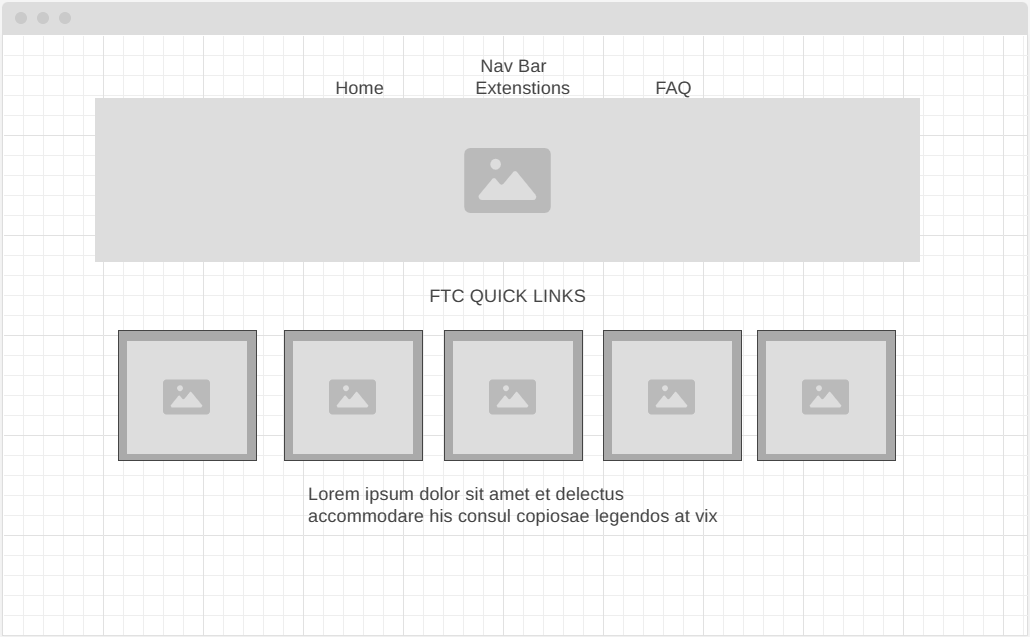 Nav Bar
Home Extenstions FAQ
FTC QUICK LINKS
Lorem ipsum dolor sit amet et delectus
accommodare his consul copiosae legendos at vix